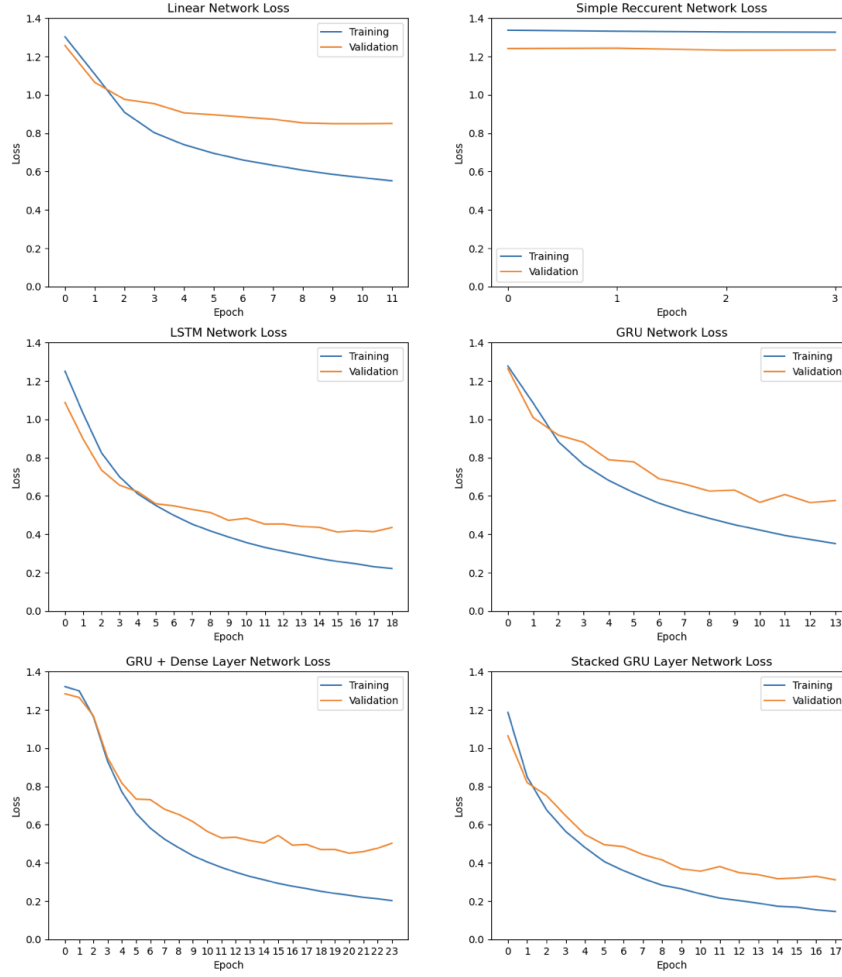 Linear Network Loss
1.4
1.2
1.0
0.8
0.6
0.4
0.2
0.0
Loss
Training
Validation
0 1 2 3 4 5 6 7 8 9 10 11
Epoch
Simple Reccurent Network Loss
1.4
1.2
1.0
0.8
0.6
0.4
0.2
0.0
Loss
Training
Validation
0 1 2 3
Epoch
LSTM Network Loss
1.4
1.2
1.0
0.8
0.6
0.4
0.2
0.0
Loss
Training
Validation
0 1 2 3 4 5 6 7 8 9 10 11 12 13 14 15 16 17 18
Epoch
GRU Network Loss
1.4
1.2
1.0
0.8
0.6
0.4
0.2
0.0
Loss
Training
Validation
0 1 2 3 4 5 6 7 8 9 10 11 12 13
Epoch
GRU + Dense Layer Network Loss
1.4
1.2
1.0
0.8
0.6
0.4
0.2
0.0
Loss
Training
Validation
0 1 2 3 4 5 6 7 8 9 10 11 12 13 14 15 16 17 18 19 20 21 22 23
Epoch
Stacked GRU Layer Network Loss
1.4
1.2
1.0
0.8
0.6
0.4
0.2
0.0
Loss
Training
Validation
0 1 2 3 4 5 6 7 8 9 10 11 12 13 14 15 16 17
Epoch